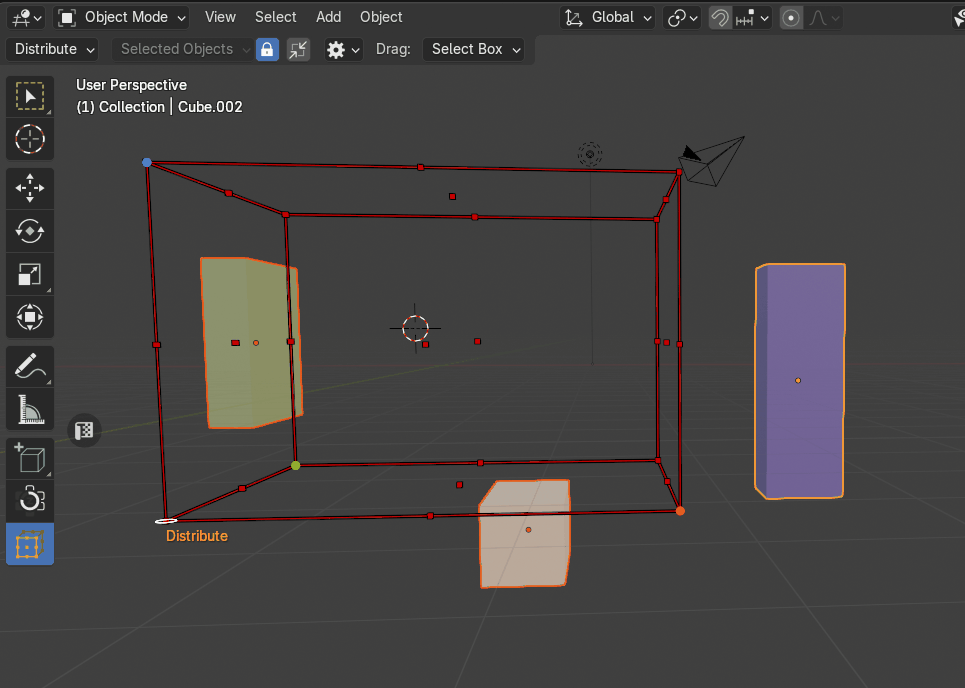 Object Mode View Select Add Object Global
Distribute Selected Objects Drag: Select Box
User Perspective
(1) Collection | Cube.002
Distribute